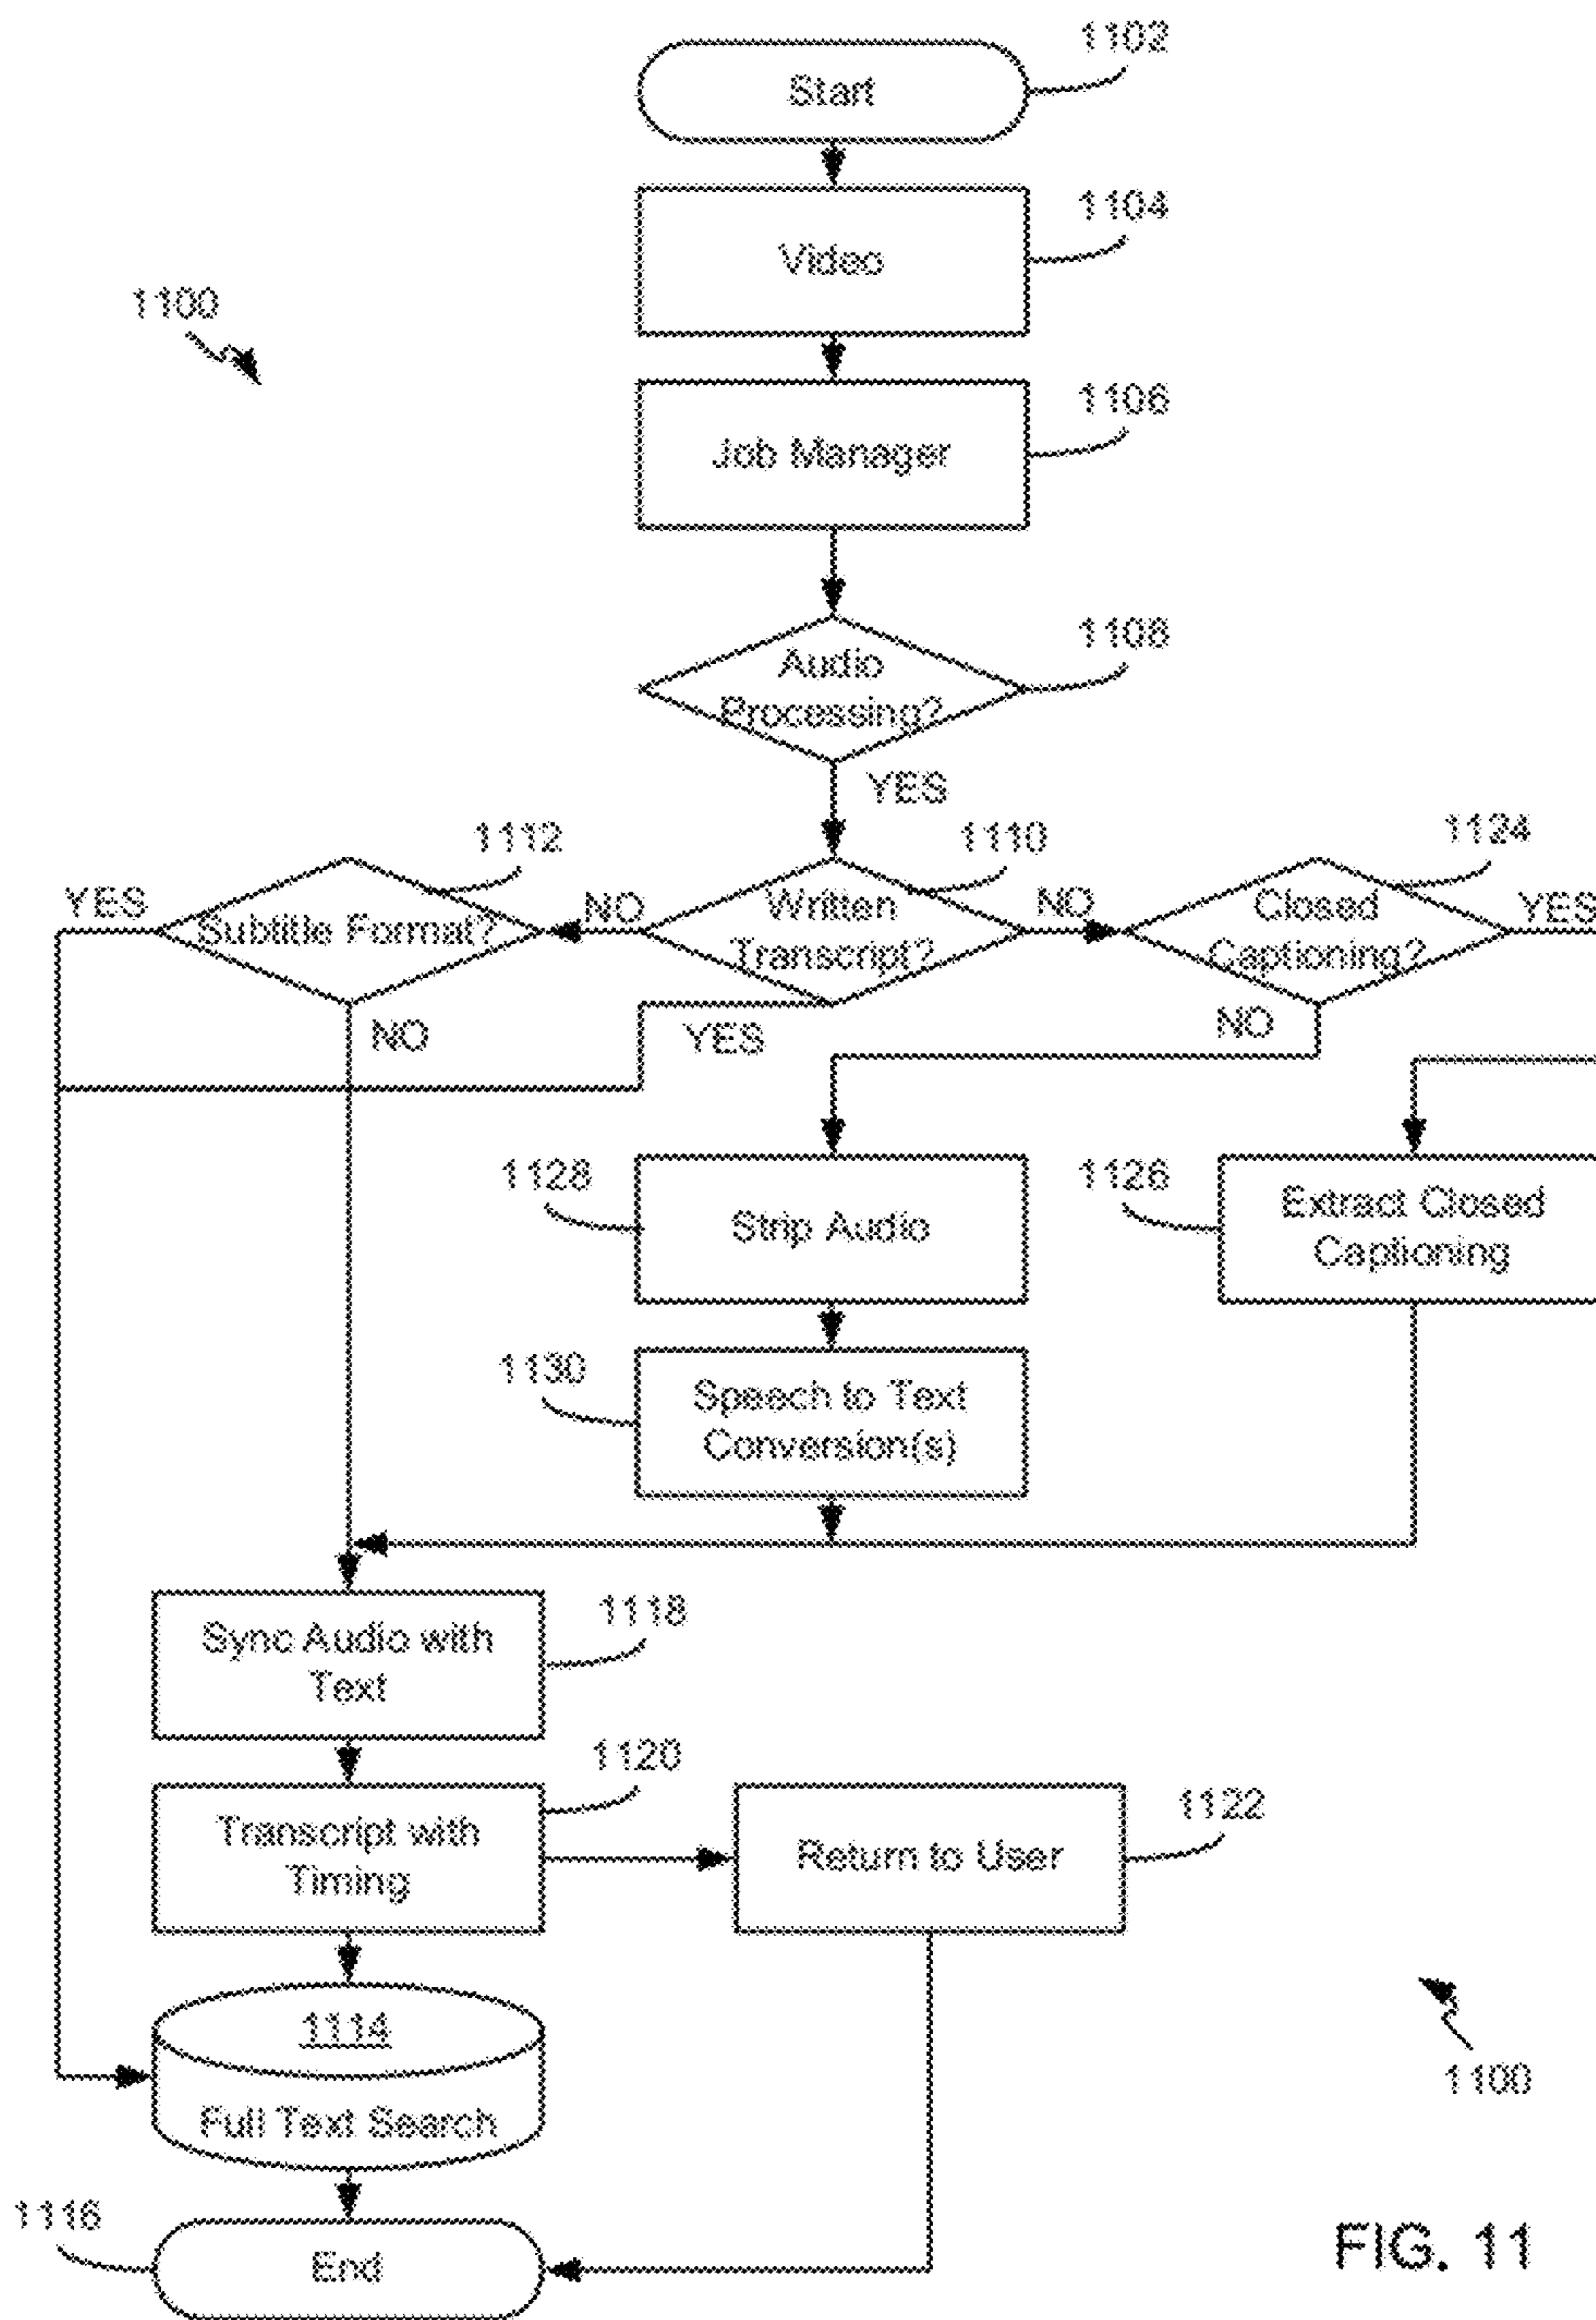 1102
Start
1104
Video
1100
1106
Job Manager
1108
Audio
Processing?
YES
1112
1110
1124
YES
Subtitle Format?
NO
Written
Transcript?
NO
Closed
Captioning?
YES
NO
YES
NO
1128
Strip Audio
1126
Extract Closed
Captioning
1130
Speech to Text
Conversion(s)
1118
Sync Audio with
Text
1120
Transcript with
Timing
1122
Return to User
1114
Full Text Search
1100
1116
End
FIG. 11